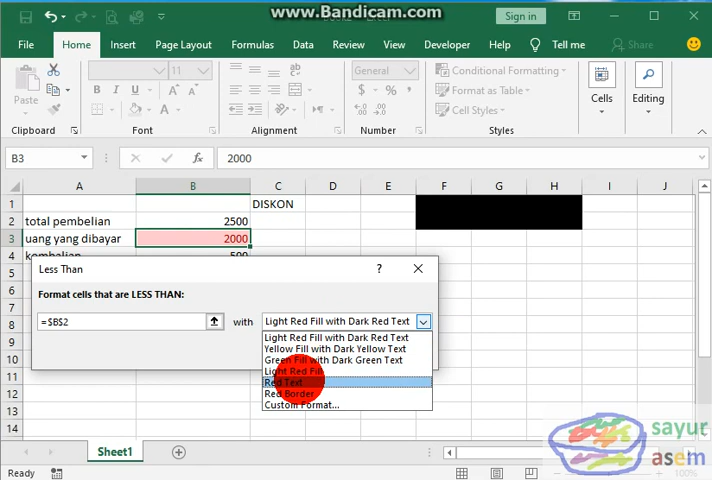 www.Bandicam.com
Sign in
File Home Insert Page Layout Formulas Data Review View Developer Help Tell me Share
Paste
Clipboard
11
B I U
Font
ab
Alignment
General
$ % ,
Number
Conditional Formatting
Format as Table
Cell Styles
Styles
Cells
Editing
B3 fx 2000
A B C D E F G H I J
1 DISKON
2 total pembelian 2500
3 uang yang dibayar 2000
4 kembalian -500
5
6
7
8
9
10
11
12
13
14
Less Than ?
Format cells that are LESS THAN:
=$B$2 with Light Red Fill with Dark Red Text
Light Red Fill with Dark Red Text
Yellow Fill with Dark Yellow Text
Green Fill with Dark Green Text
Light Red Fill
Red Text
Red Border
Custom Format...
sayur
asem
Sheet1
Ready
100%